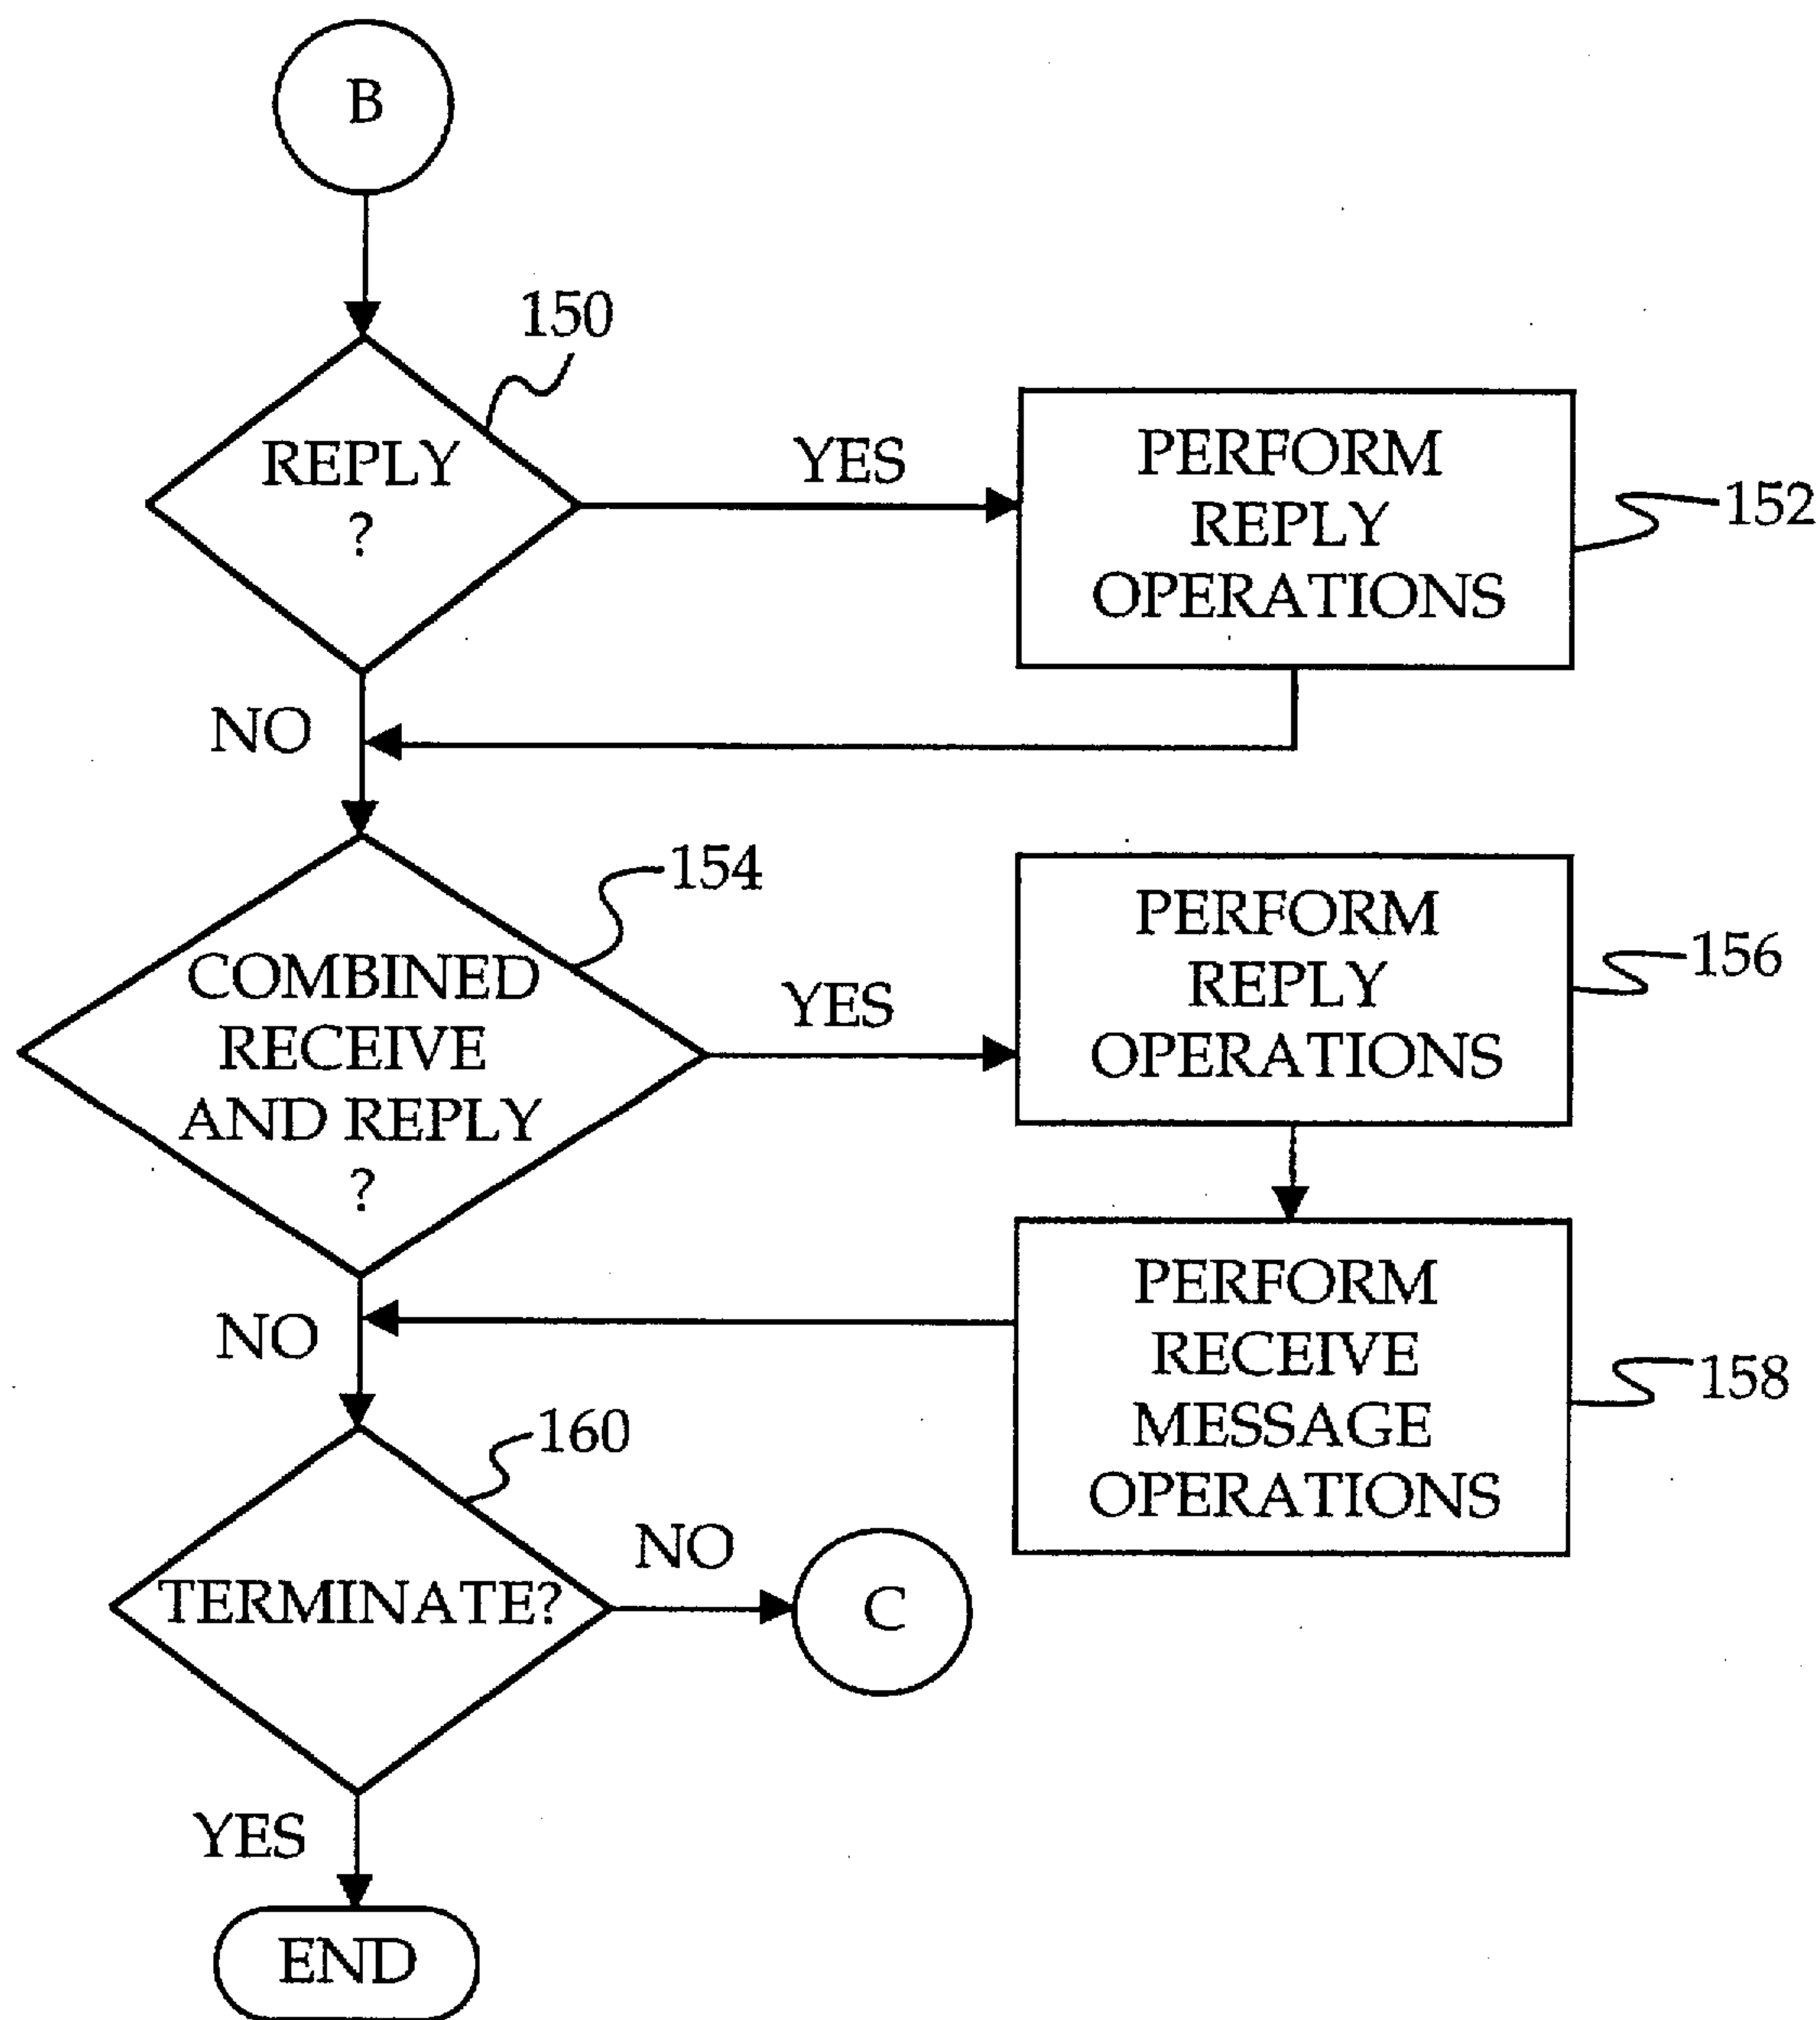 B
150
REPLY
?
YES
PERFORM
REPLY
OPERATIONS
152
NO
154
COMBINED
RECEIVE
AND REPLY
?
YES
PERFORM
REPLY
OPERATIONS
156
NO
PERFORM
RECEIVE
MESSAGE
OPERATIONS
158
160
TERMINATE?
NO
C
YES
END